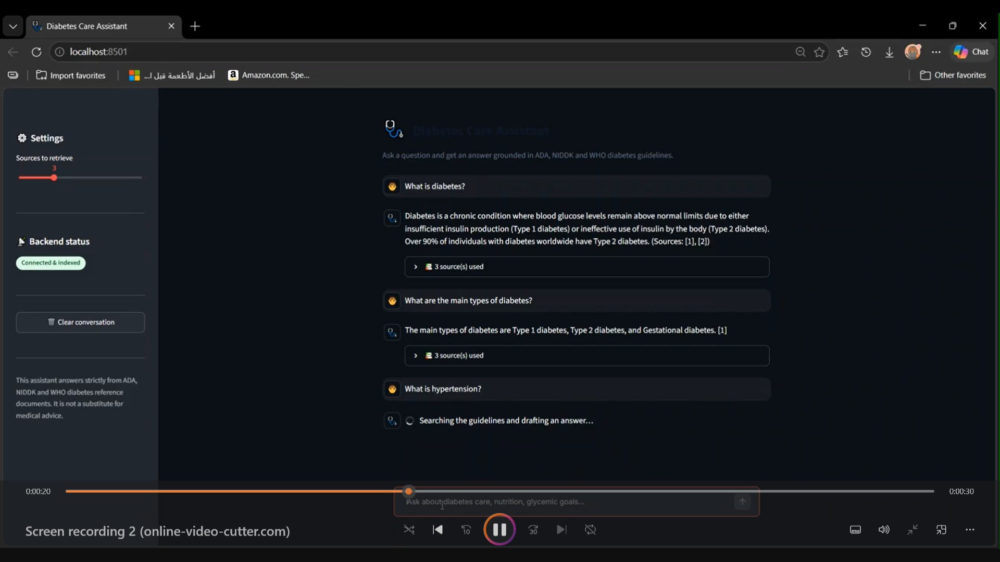 Diabetes Care Assistant
localhost:8501
Chat
Import favorites
أفضل الأطعمة قبل ا...
Amazon.com. Spe...
Other favorites
Settings
Sources to retrieve
3
Backend status
Connected & indexed
Clear conversation
This assistant answers strictly from ADA,
NIDDK and WHO diabetes reference
documents. It is not a substitute for
medical advice.
Diabetes Care Assistant
Ask a question and get an answer grounded in ADA, NIDDK and WHO diabetes guidelines.
What is diabetes?
Diabetes is a chronic condition where blood glucose levels remain above normal limits due to either
insufficient insulin production (Type 1 diabetes) or ineffective use of insulin by the body (Type 2 diabetes).
Over 90% of individuals with diabetes worldwide have Type 2 diabetes. (Sources: [1], [2])
3 source(s) used
What are the main types of diabetes?
The main types of diabetes are Type 1 diabetes, Type 2 diabetes, and Gestational diabetes. [1]
3 source(s) used
What is hypertension?
Searching the guidelines and drafting an answer...
0:00:20
0:00:30
Ask about diabetes care, nutrition, glycemic goals...
Screen recording 2 (online-video-cutter.com)
10
30